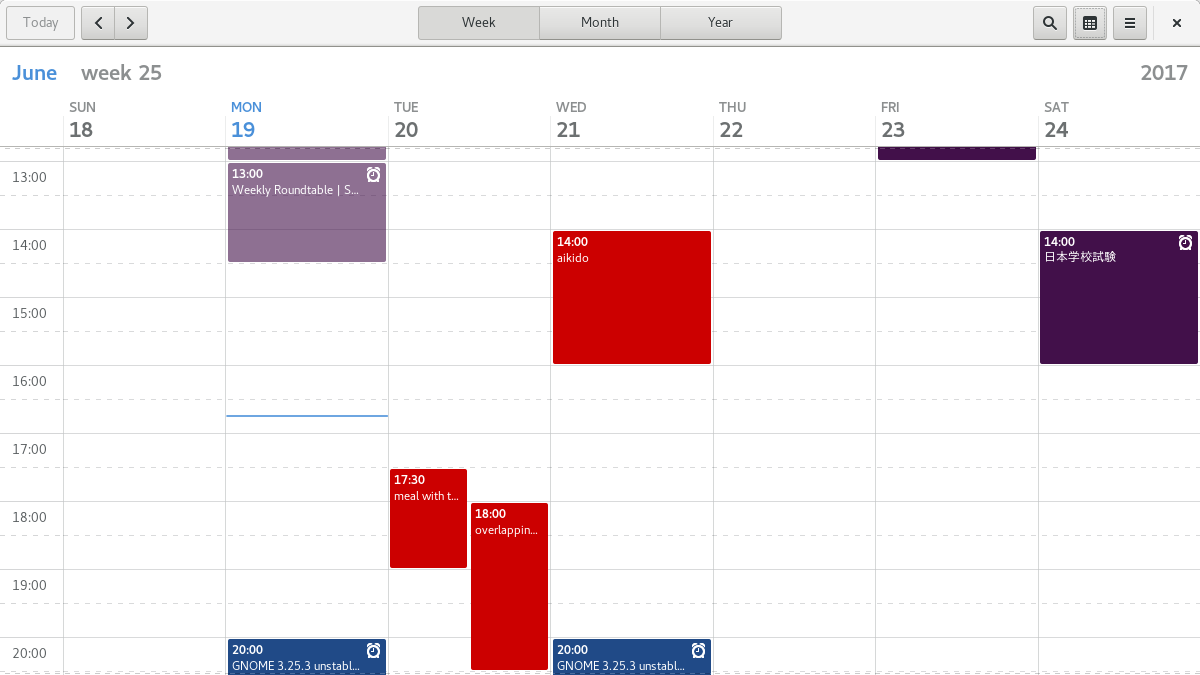 Today Week Month Year
June week 25 2017
SUN MON TUE WED THU FRI SAT
18 19 20 21 22 23 24
13:00
14:00
15:00
16:00
17:00
18:00
19:00
20:00
13:00
Weekly Roundtable | S...
20:00
GNOME 3.25.3 unstabl...
17:30
meal with t...
18:00
overlappin...
14:00
aikido
20:00
GNOME 3.25.3 unstabl...
14:00
日本学校試験